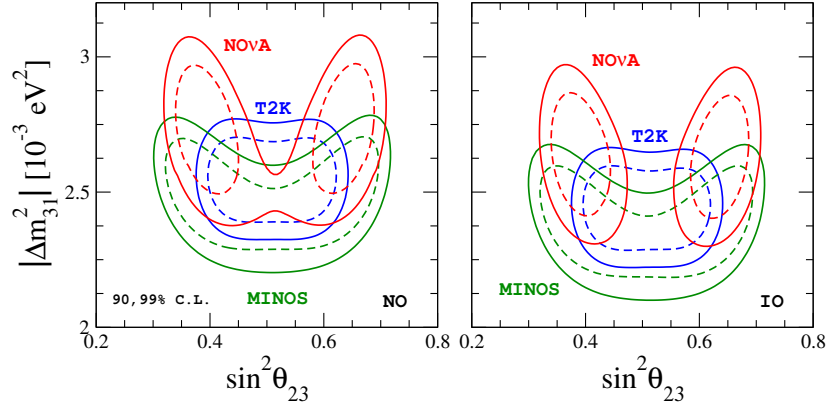 |Δm²₃₁| [10⁻³ eV²]
3
2.5
2
NOνA
T2K
90,99% C.L.
MINOS
NO
0.2
0.4
0.6
0.8
sin²θ₂₃
NOνA
T2K
MINOS
IO
0.2
0.4
0.6
0.8
sin²θ₂₃